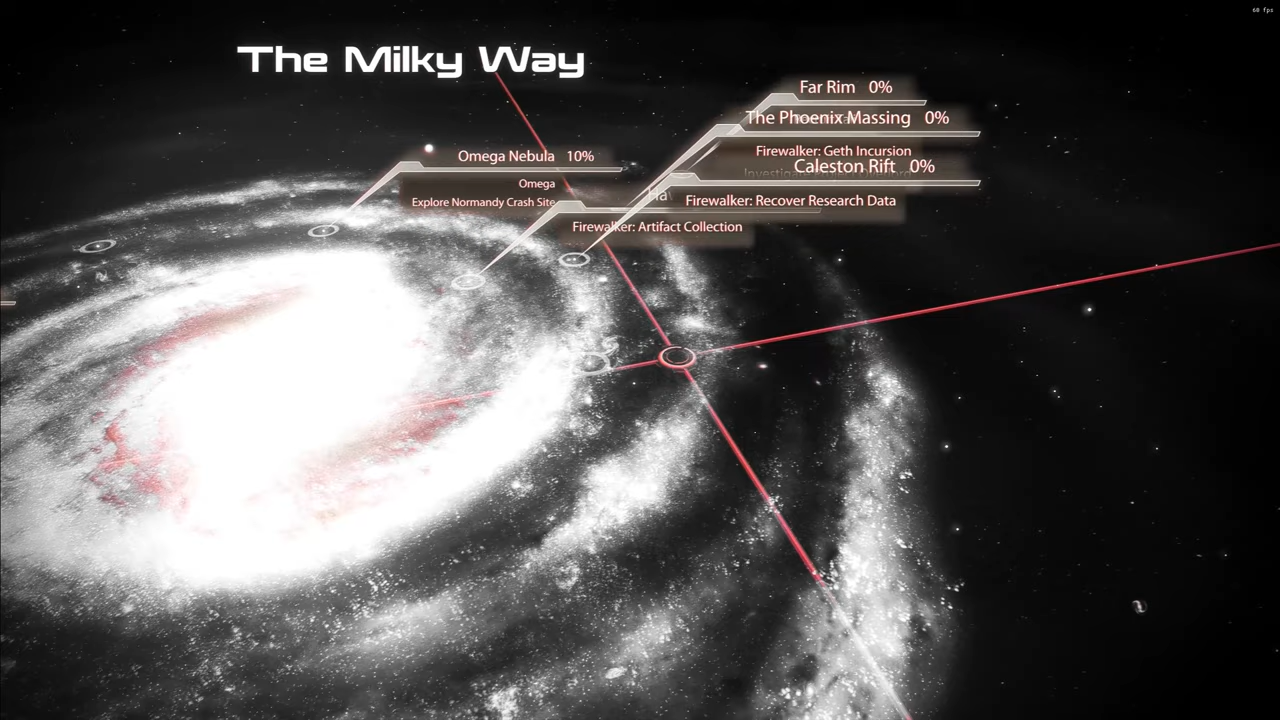 60 fps
The Milky Way
Far Rim 0%
The Phoenix Massing 0%
Firewalker: Geth Incursion
Omega Nebula 10%
Caleston Rift 0%
Omega
Explore Normandy Crash Site
Firewalker: Recover Research Data
Firewalker: Artifact Collection